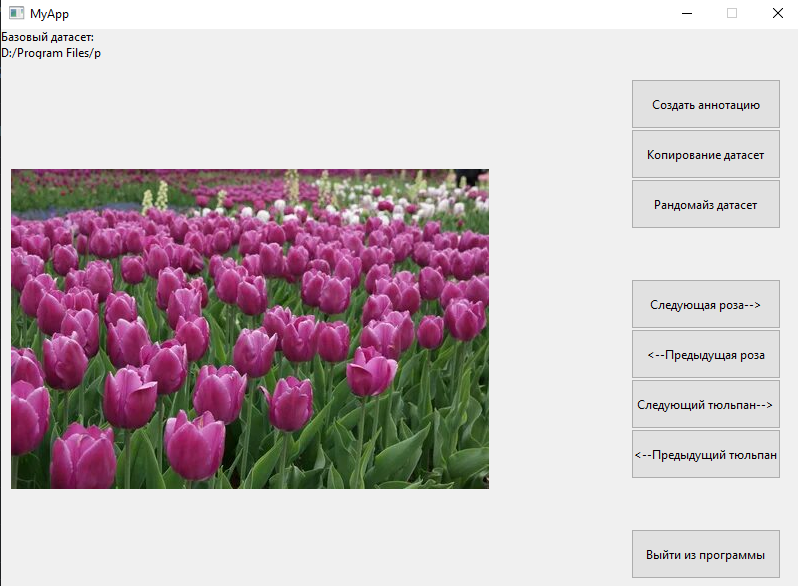 MyApp
Базовый датасет:
D:/Program Files/p
Создать аннотацию
Копирование датасет
Рандомайз датасет
Следующая роза-->
<--Предыдущая роза
Следующий тюльпан-->
<--Предыдущий тюльпан
Выйти из программы